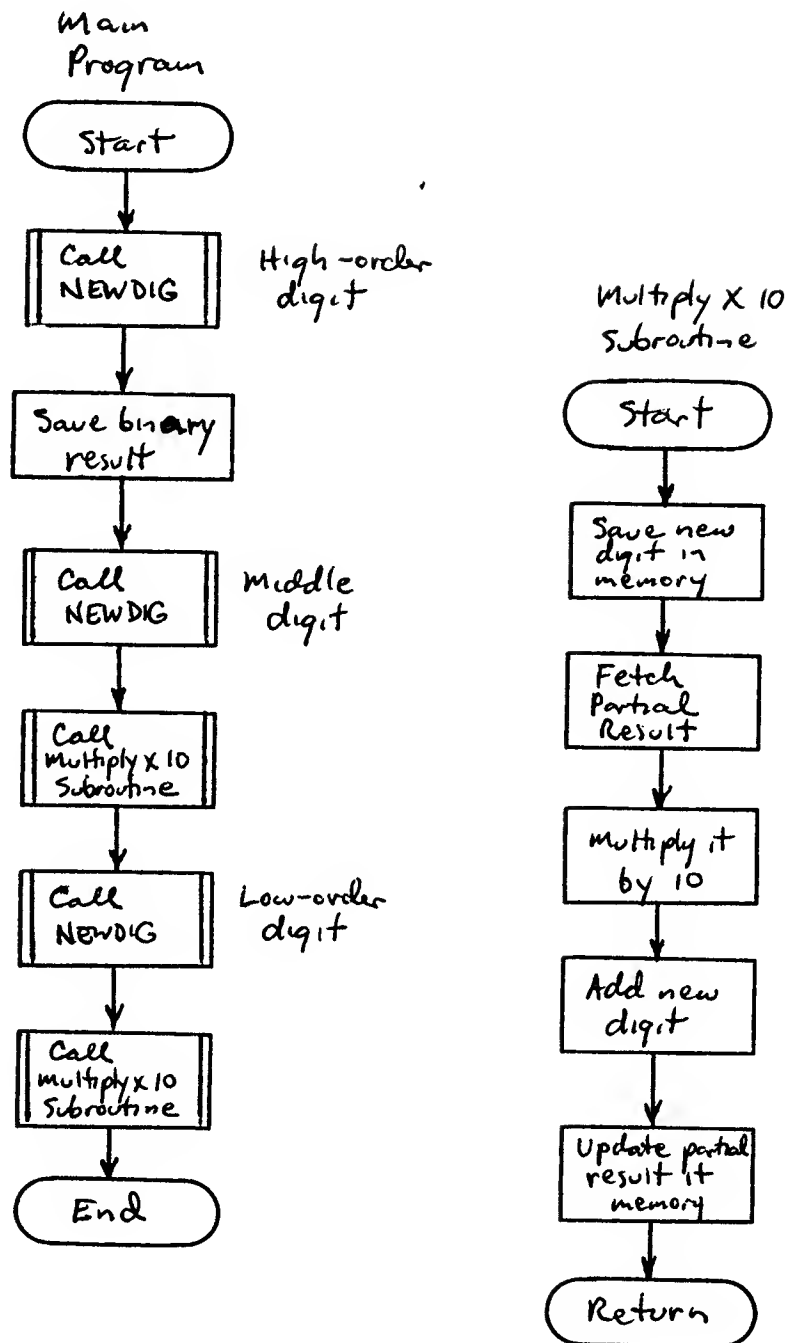 Main
Program
Start
Call
NEWDIG
High-order
digit
Save binary
result
Call
NEWDIG
Middle
digit
Call
Multiply x 10
Subroutine
Call
NEWDIG
Low-order
digit
Call
Multiply x 10
Subroutine
End
Multiply X 10
Subroutine
Start
Save new
digit in
memory
Fetch
Partial
Result
Multiply it
by 10
Add new
digit
Update partial
result it
memory
Return